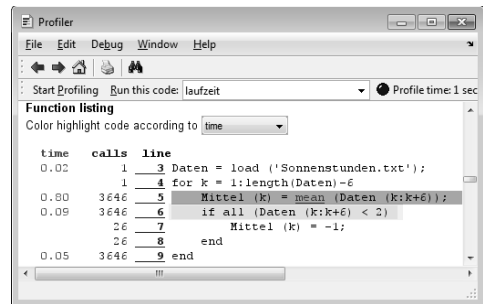 Profiler
File Edit Debug Window Help
Start Profiling Run this code: laufzeit Profile time: 1 sec
Function listing
Color highlight code according to time
time calls line
0.02 1 3 Daten = load ('Sonnenstunden.txt');
1 4 for k = 1:length(Daten)-6
0.80 3646 5 Mittel (k) = mean (Daten (k:k+6));
0.09 3646 6 if all (Daten (k:k+6) < 2)
26 7 Mittel (k) = -1;
26 8 end
0.05 3646 9 end